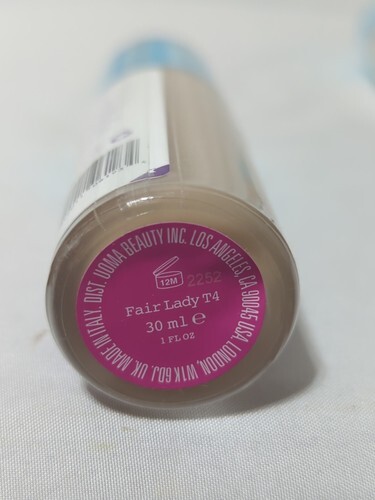 DIST. UOMA BEAUTY INC. LOS ANGELES, CA 90045 USA. LONDON, W1K 6DJ. UK. MADE IN ITALY.
12M
2252
Fair Lady T4
30 ml ℮
1 FL OZ